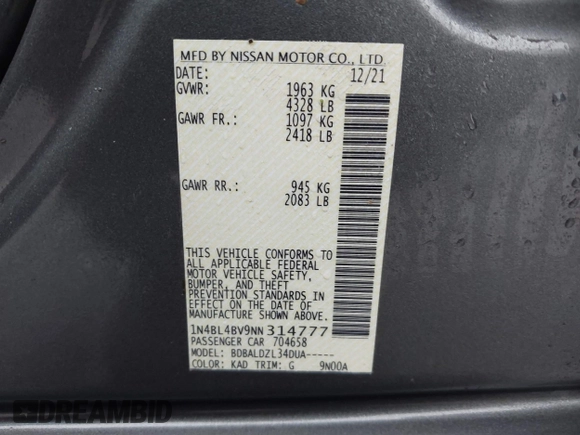 MFD BY NISSAN MOTOR CO., LTD.
DATE: 12/21
GVWR: 1963 KG
4328 LB
GAWR FR.: 1097 KG
2418 LB
GAWR RR.: 945 KG
2083 LB
THIS VEHICLE CONFORMS TO
ALL APPLICABLE FEDERAL
MOTOR VEHICLE SAFETY,
BUMPER, AND THEFT
PREVENTION STANDARDS IN
EFFECT ON THE DATE OF
MANUFACTURE SHOWN ABOVE.
1N4BL4BV9NN314777
PASSENGER CAR 704658
MODEL: BDBALDZL34DUA-----
COLOR: KAD TRIM: G 9N00A
DREAMBID